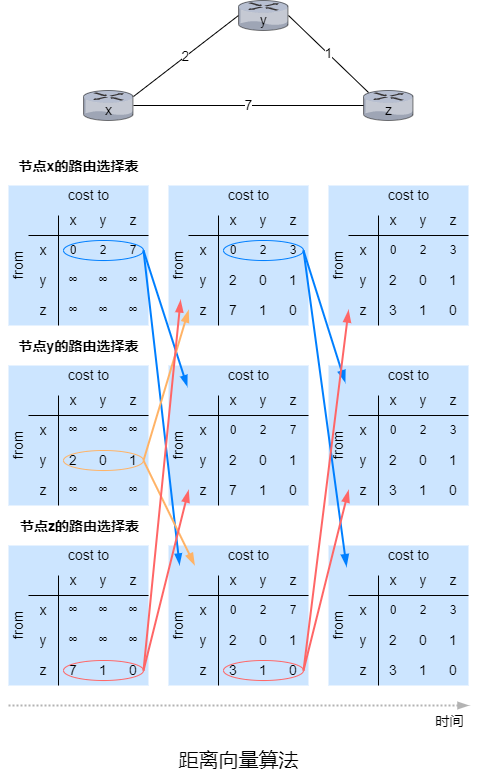 y
2
1
x
7
z
节点x的路由选择表
cost to cost to cost to
x y z x y z x y z
from x 0 2 7 from x 0 2 3 from x 0 2 3
y ∞ ∞ ∞ y 2 0 1 y 2 0 1
z ∞ ∞ ∞ z 7 1 0 z 3 1 0
节点y的路由选择表
cost to cost to cost to
x y z x y z x y z
from x ∞ ∞ ∞ from x 0 2 7 from x 0 2 3
y 2 0 1 y 2 0 1 y 2 0 1
z ∞ ∞ ∞ z 7 1 0 z 3 1 0
节点z的路由选择表
cost to cost to cost to
x y z x y z x y z
from x ∞ ∞ ∞ from x 0 2 7 from x 0 2 3
y ∞ ∞ ∞ y 2 0 1 y 2 0 1
z 7 1 0 z 3 1 0 z 3 1 0
时间
距离向量算法